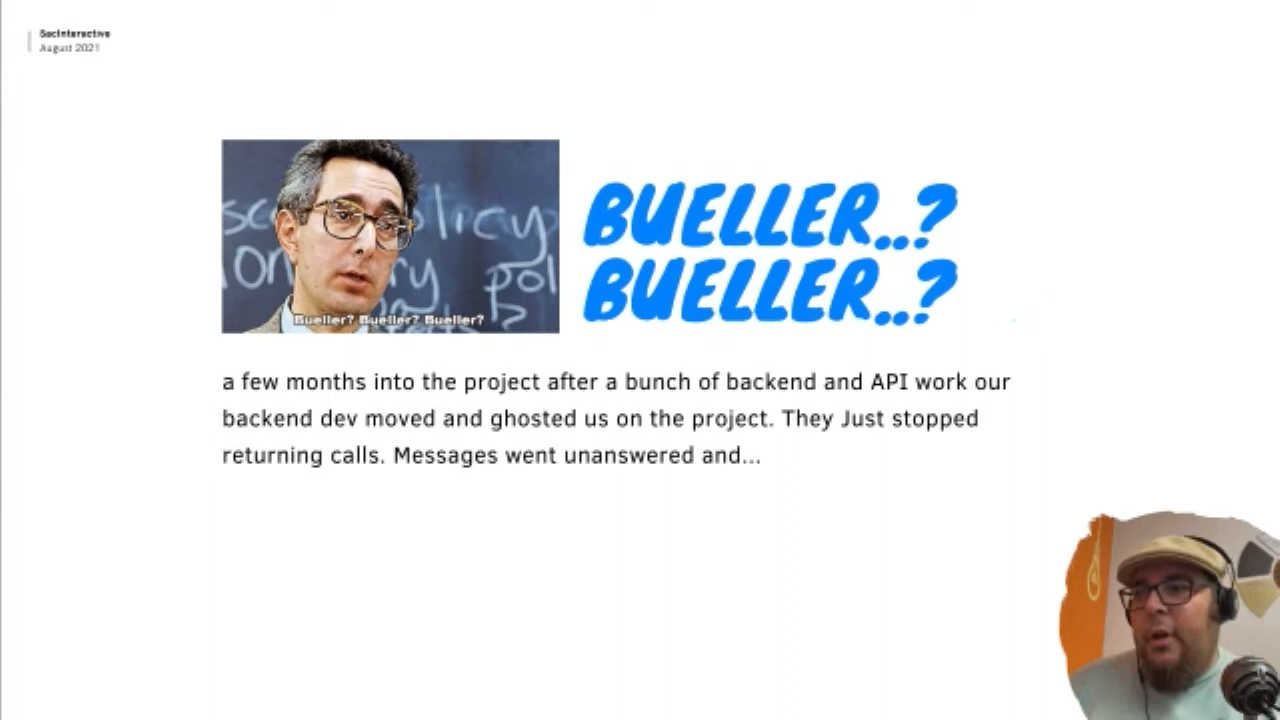 SacInteractive
August 2021
BUELLER..?
BUELLER..?
Bueller? Bueller? Bueller?
a few months into the project after a bunch of backend and API work our
backend dev moved and ghosted us on the project. They Just stopped
returning calls. Messages went unanswered and...